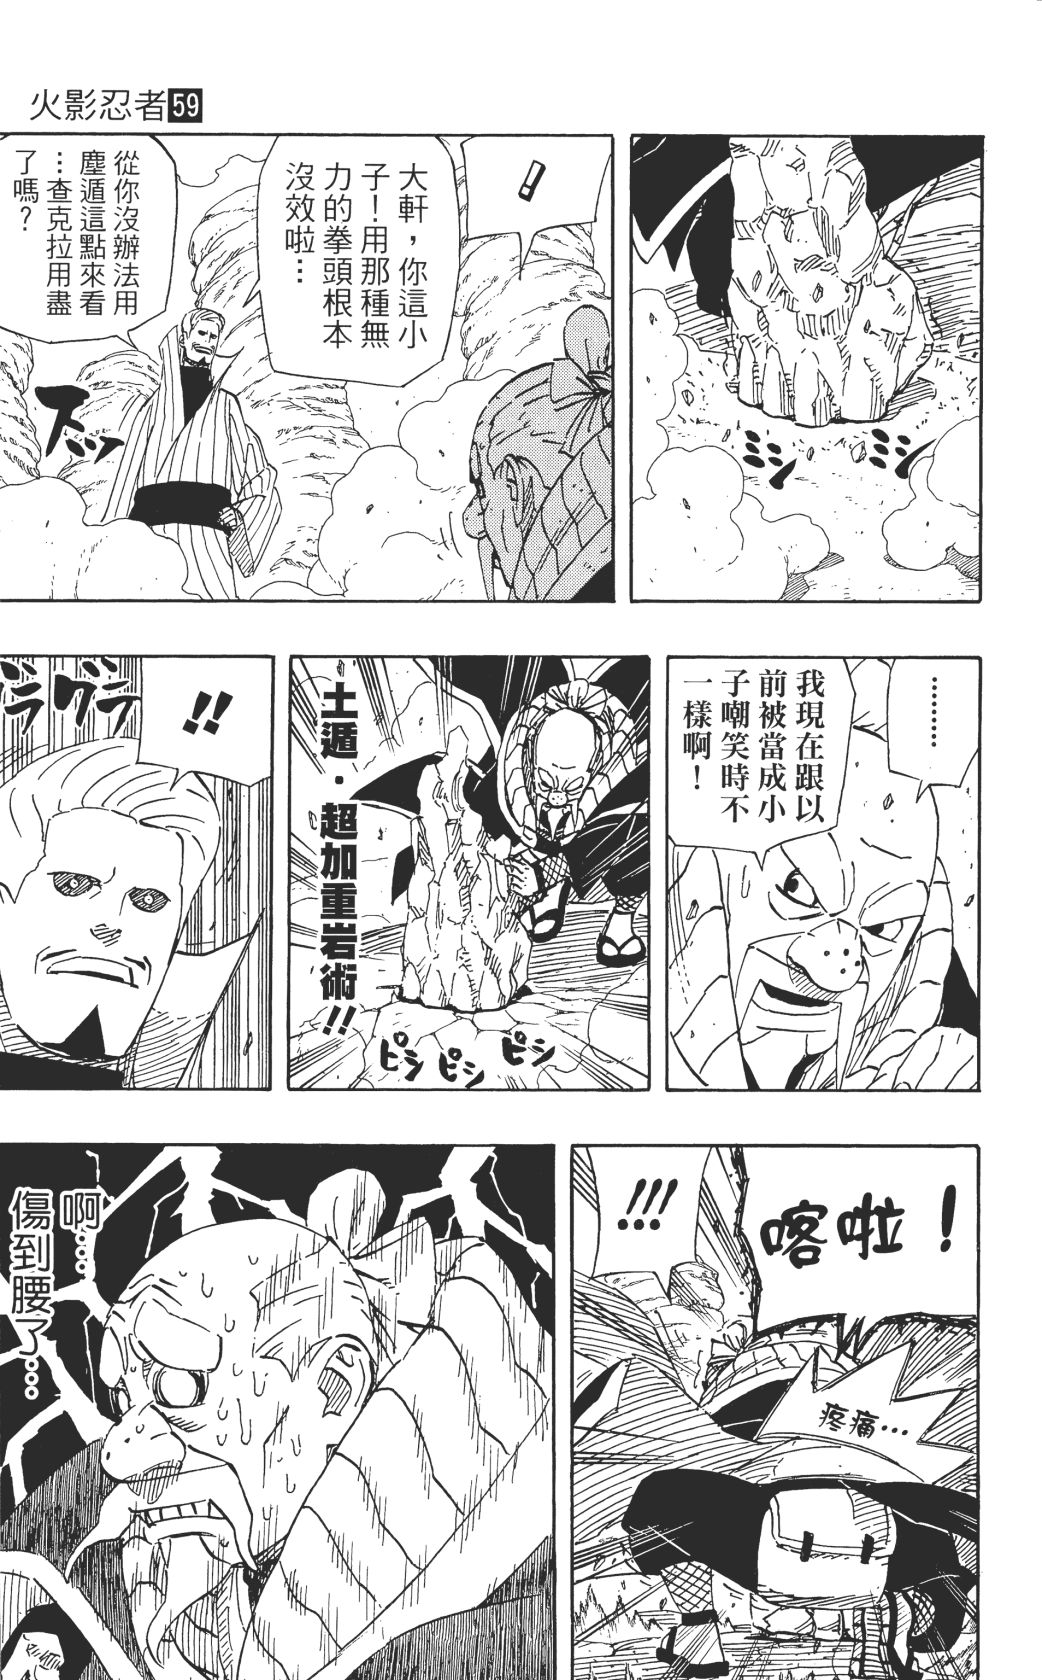 火影忍者59
ミシッ
ミシッ
!
大軒，你這小
子！用那種無
力的拳頭根本
沒效啦…
從你沒辦法用
塵遁這點來看
…查克拉用盡
了嗎？
ズッ
………
我現在跟以
前被當成小
子嘲笑時不
一樣啊！
土遁・超加重岩術!!
ピシ
ピシ
ピシ
!!
グラグラ
喀啦！
!!!
疼痛…
啊……
傷到腰了……